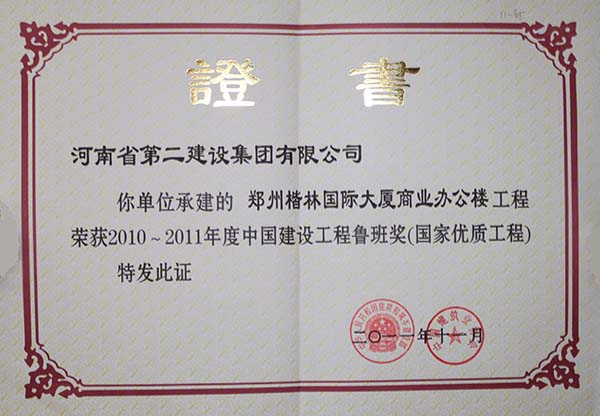 證 書
河南省第二建设集团有限公司
你单位承建的 郑州楷林国际大厦商业办公楼 工程
荣获2010～2011年度中国建设工程鲁班奖(国家优质工程)
特发此证
二〇一一年十一月